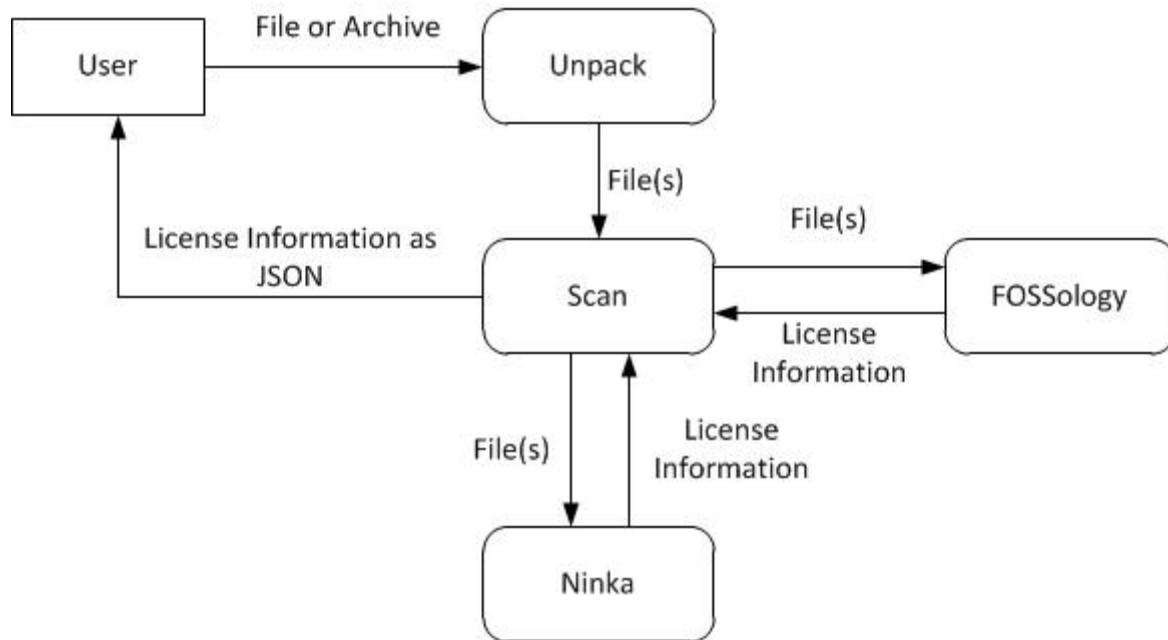 File or Archive
User
Unpack
File(s)
File(s)
License Information as
JSON
Scan
FOSSology
License
Information
File(s)
License
Information
Ninka